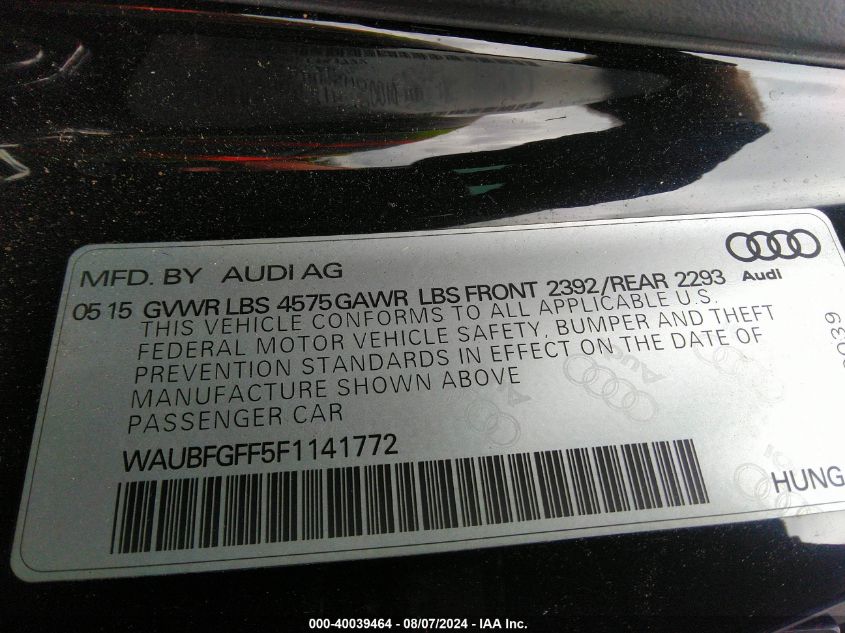 MFD. BY AUDI AG
Audi
05 15 GVWR LBS 4575 GAWR LBS FRONT 2392/REAR 2293
THIS VEHICLE CONFORMS TO ALL APPLICABLE U.S.
FEDERAL MOTOR VEHICLE SAFETY, BUMPER AND THEFT
PREVENTION STANDARDS IN EFFECT ON THE DATE OF
MANUFACTURE SHOWN ABOVE
PASSENGER CAR
WAUBFGFF5F1141772
HUNG
000-40039464 - 08/07/2024 - IAA Inc.